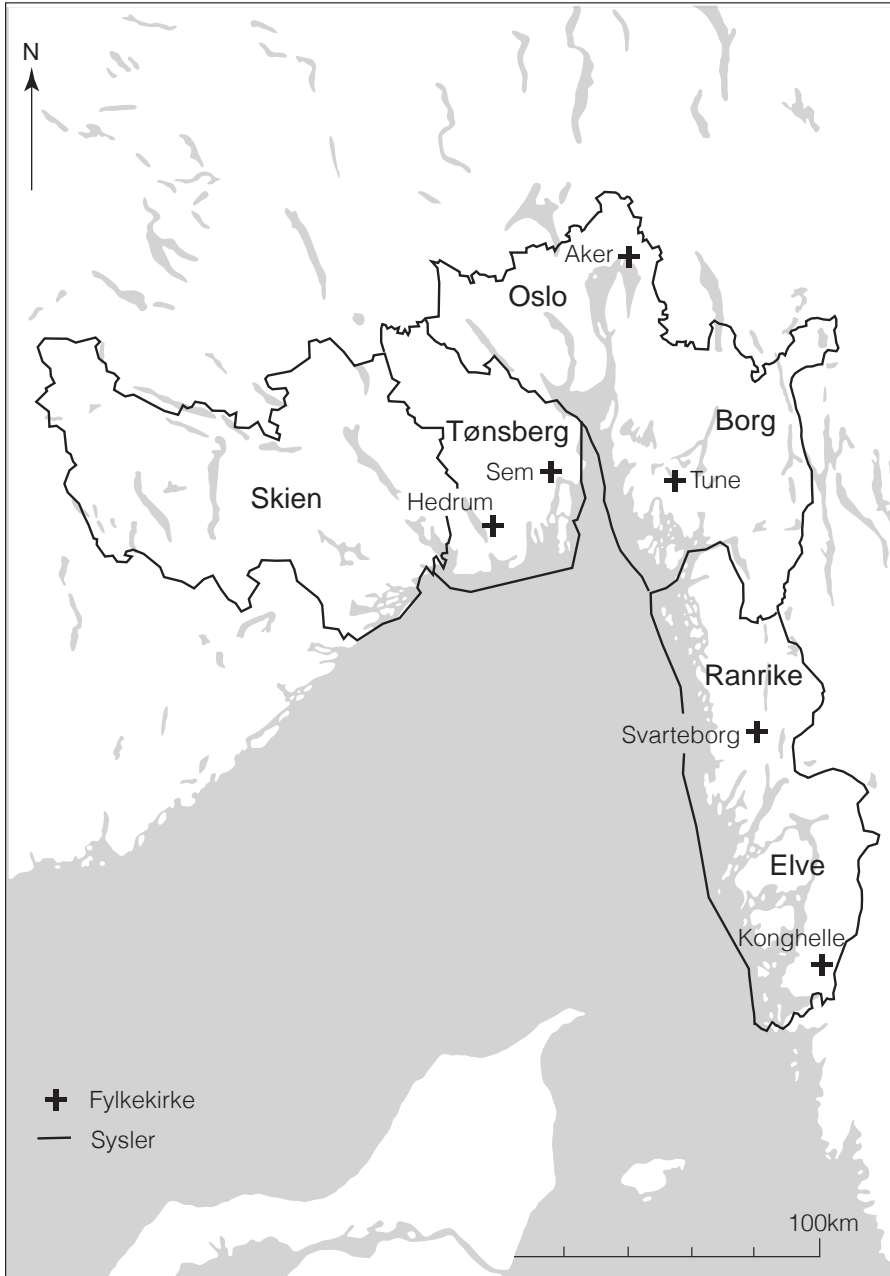 N
Aker
Oslo
Borg
Tønsberg
Sem
Tune
Skien
Hedrum
Ranrike
Svarteborg
Elve
Konghelle
Fylkekirke
Sysler
100km